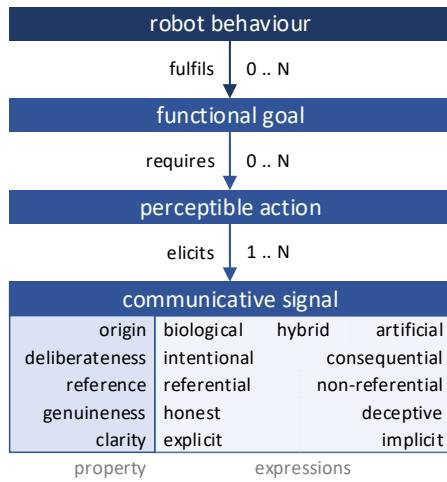 robot behaviour
fulfils 0 .. N
functional goal
requires 0 .. N
perceptible action
elicits 1 .. N
communicative signal
origin biological hybrid artificial
deliberateness intentional consequential
reference referential non-referential
genuineness honest deceptive
clarity explicit implicit
property expressions